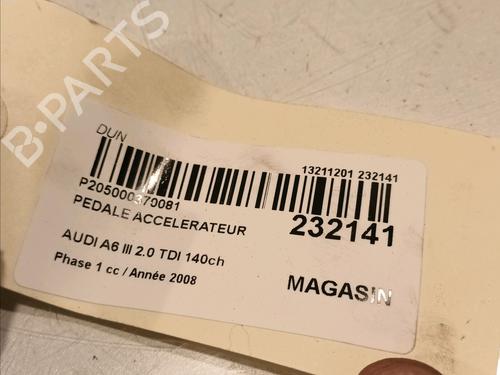 B-PARTS
DUN
13211201 232141
P205000370081
PEDALE ACCELERATEUR
232141
AUDI A6 III 2.0 TDI 140ch
Phase 1 cc / Année 2008
MAGASIN